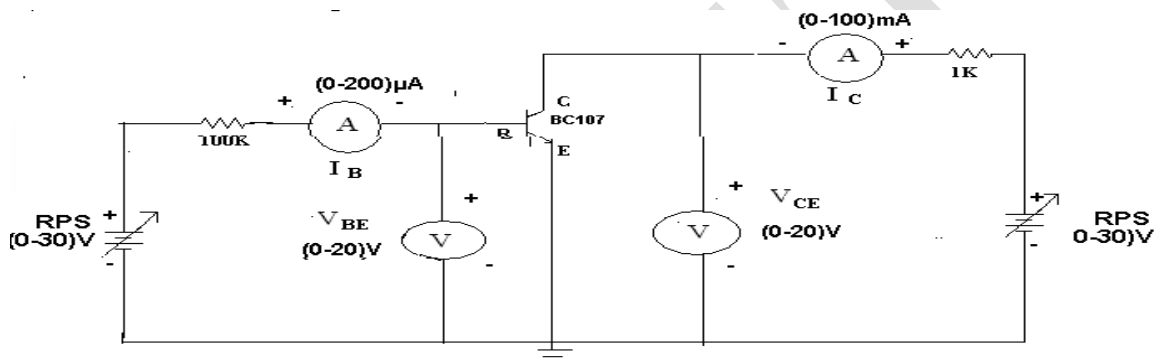 (0-100)mA
- A +
1K
I C
(0-200)µA
+ A -
100K
I B
C
BC107
B
E
RPS +
(0-30)V
-
V BE
(0-20)V
+
V
-
+
V CE
V
(0-20)V
-
+ RPS
0-30)V
-